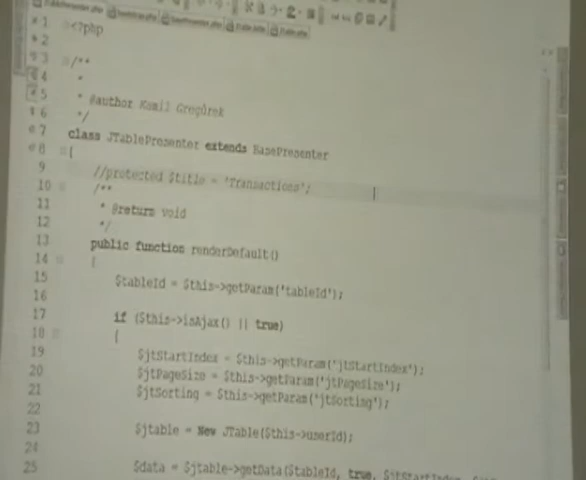 1 <?php
2
3 /**
4 *
5 * @author Kamil Gregůrek
6 */
7 class JTablePresenter extends BasePresenter
8 {
9 //protected $title = 'Transactions';
10 /**
11 * @return void
12 */
13 public function renderDefault()
14 {
15 $tableId = $this->getParam('tableId');
16
17 if ($this->isAjax() || true)
18 {
19 $jtStartIndex = $this->getParam('jtStartIndex');
20 $jtPageSize = $this->getParam('jtPageSize');
21 $jtSorting = $this->getParam('jtSorting');
22
23 $jtable = New JTable($this->userId);
24
25 $data = $jtable->getData($tableId, true, $jtStartIndex,